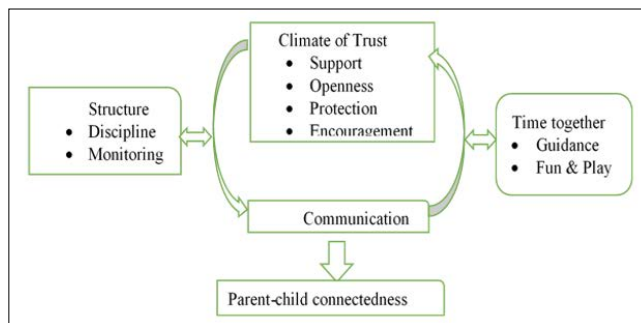 Climate of Trust
• Support
• Openness
• Protection
• Encouragement
Structure
• Discipline
• Monitoring
Time together
• Guidance
• Fun & Play
Communication
Parent-child connectedness